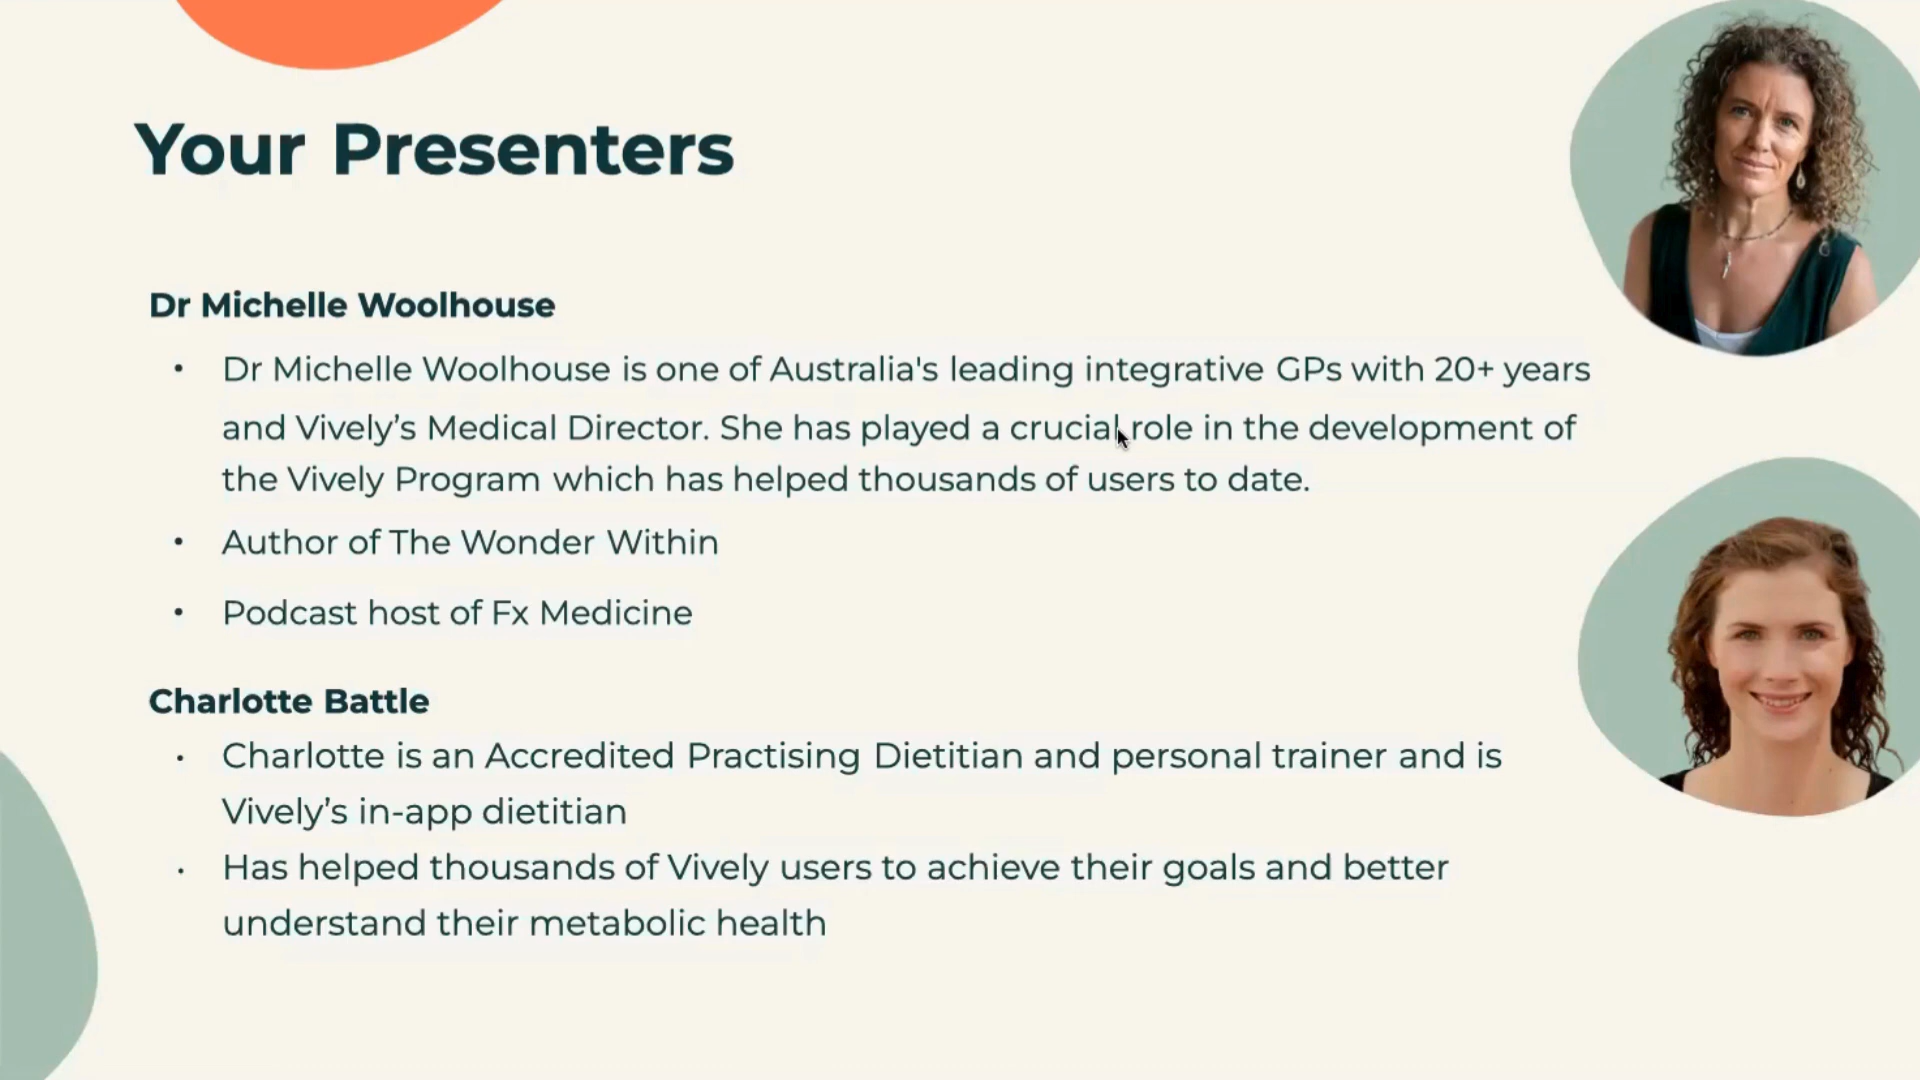 Your Presenters
Dr Michelle Woolhouse
• Dr Michelle Woolhouse is one of Australia's leading integrative GPs with 20+ years
and Vively’s Medical Director. She has played a crucial role in the development of
the Vively Program which has helped thousands of users to date.
• Author of The Wonder Within
• Podcast host of Fx Medicine
Charlotte Battle
• Charlotte is an Accredited Practising Dietitian and personal trainer and is
Vively’s in-app dietitian
• Has helped thousands of Vively users to achieve their goals and better
understand their metabolic health